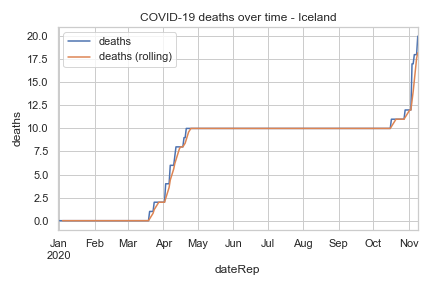 COVID-19 deaths over time - Iceland
deaths
deaths (rolling)
20.0
17.5
15.0
12.5
10.0
7.5
5.0
2.5
0.0
deaths
Jan Feb Mar Apr May Jun Jul Aug Sep Oct Nov
2020
dateRep